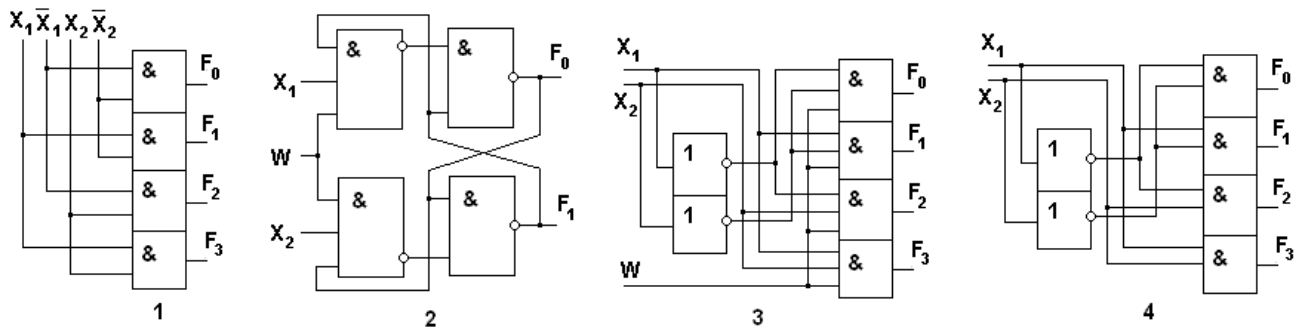 X₁ X̅₁ X₂ X̅₂
& F₀
& F₁
& F₂
& F₃
1
& & F₀
X₁
W
& & F₁
X₂
2
X₁
X₂
& F₀
& F₁
1
& F₂
1
& F₃
W
3
X₁
X₂
& F₀
& F₁
1
& F₂
1
& F₃
4